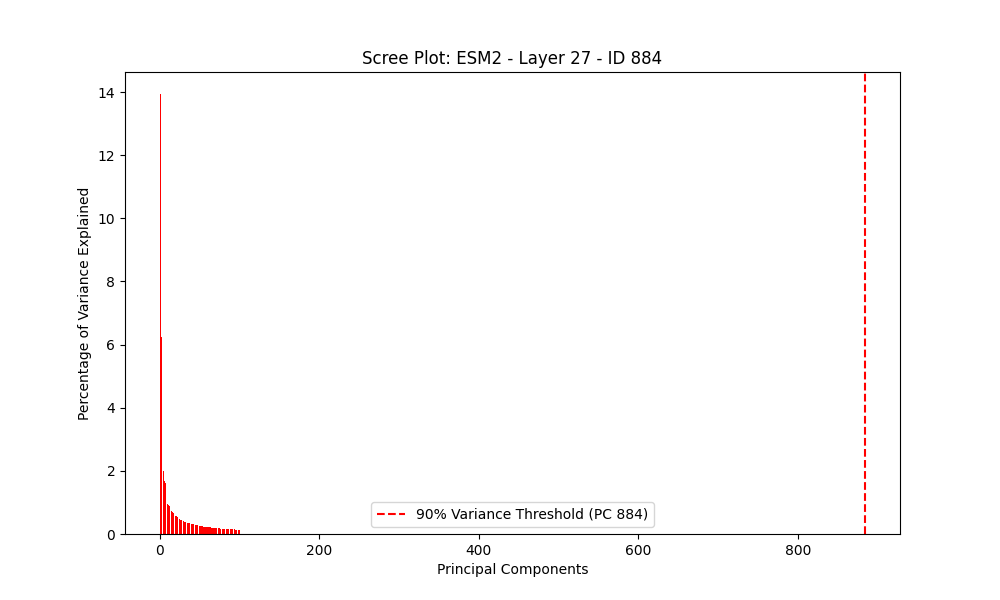 Scree Plot: ESM2 - Layer 27 - ID 884
Percentage of Variance Explained
14
12
10
8
6
4
2
0
90% Variance Threshold (PC 884)
0 200 400 600 800
Principal Components